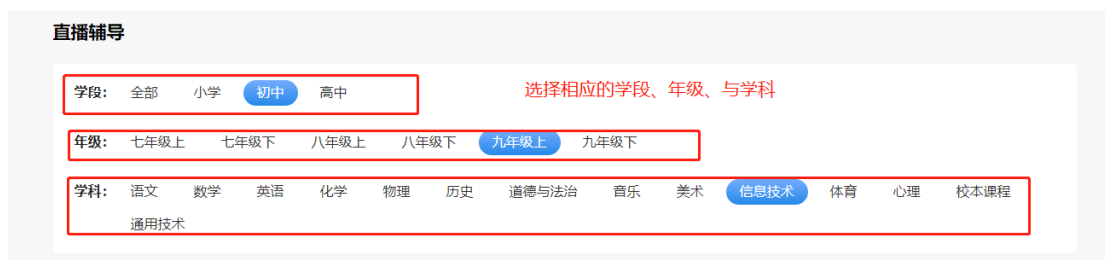 直播辅导
学段： 全部 小学 初中 高中
选择相应的学段、年级、与学科
年级： 七年级上 七年级下 八年级上 八年级下 九年级上 九年级下
学科： 语文 数学 英语 化学 物理 历史 道德与法治 音乐 美术 信息技术 体育 心理 校本课程
通用技术